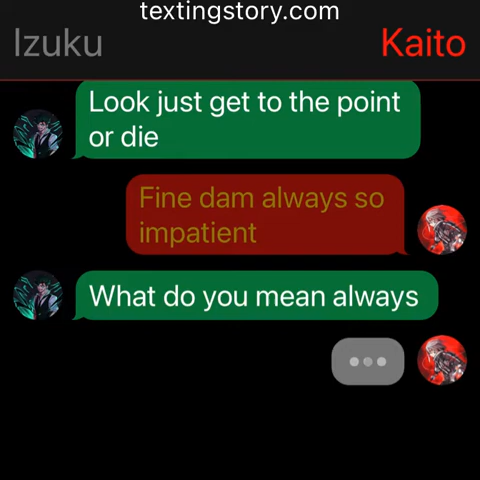 textingstory.com
Izuku
Kaito
Look just get to the point
or die
Fine dam always so
impatient
What do you mean always